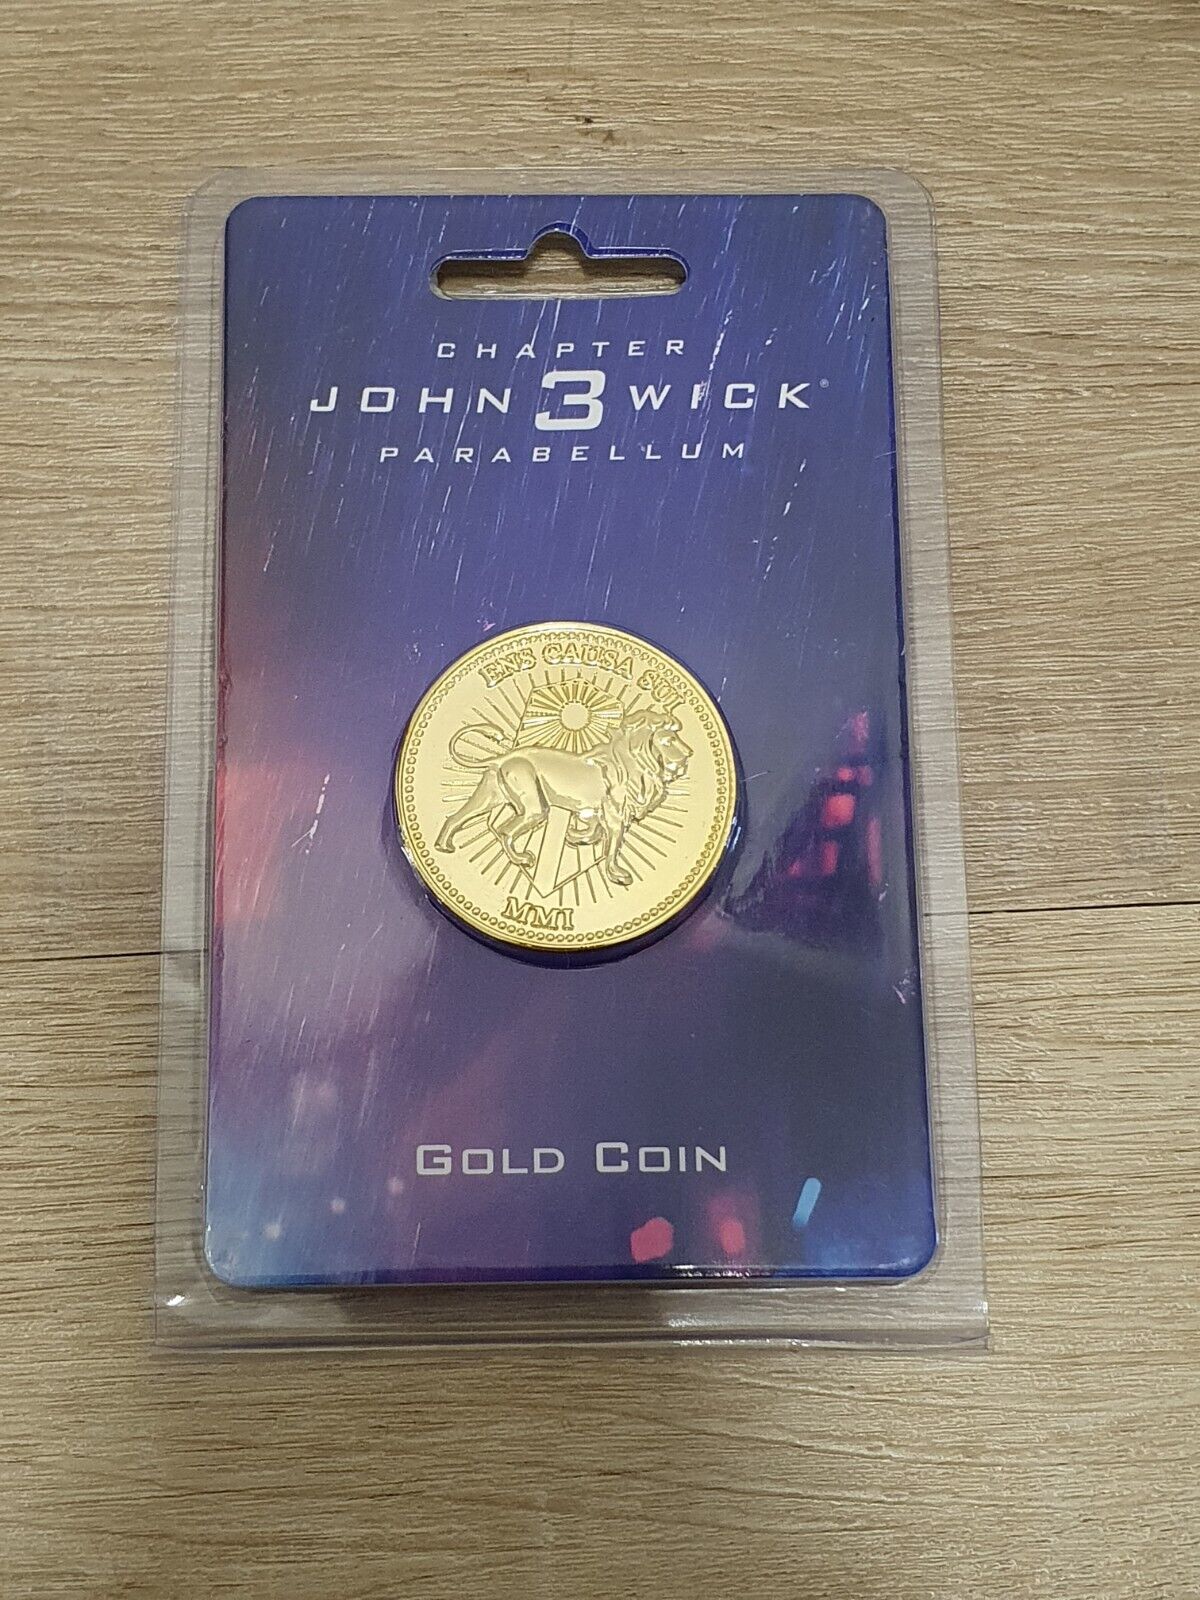 CHAPTER
JOHN 3 WICK®
PARABELLUM
ENS CAUSA SUI
MMI
GOLD COIN